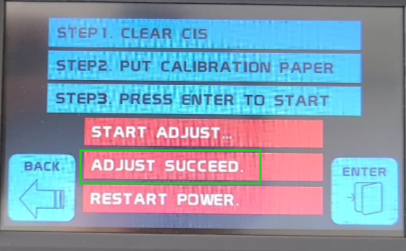 STEP1. CLEAR CIS
STEP2. PUT CALIBRATION PAPER
STEP3. PRESS ENTER TO START
START ADJUST...
BACK
ADJUST SUCCEED.
ENTER
RESTART POWER.